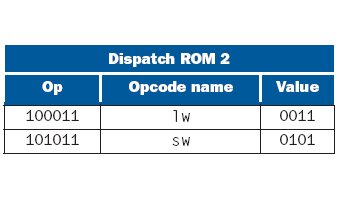 Dispatch ROM 2
Op Opcode name Value
100011 lw 0011
101011 sw 0101